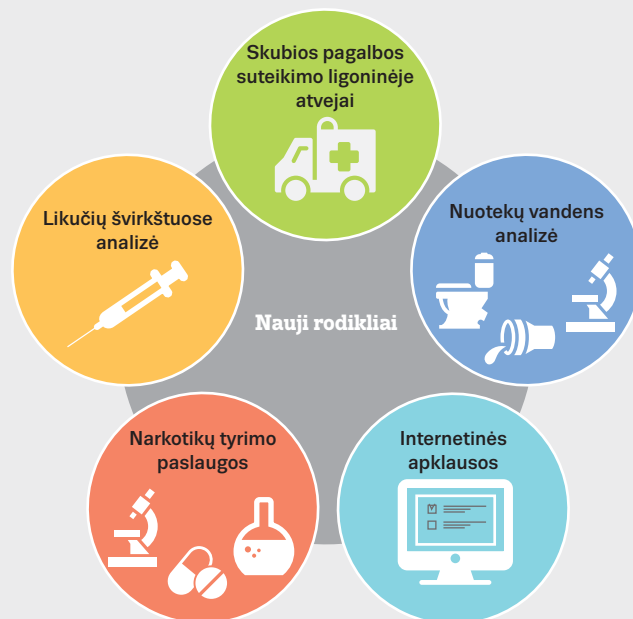 Skubios pagalbos
suteikimo ligoninėje
atvejai
Likučių švirkštuose
analizė
Nuotekų vandens
analizė
Nauji rodikliai
Narkotikų tyrimo
paslaugos
Internetinės
apklausos